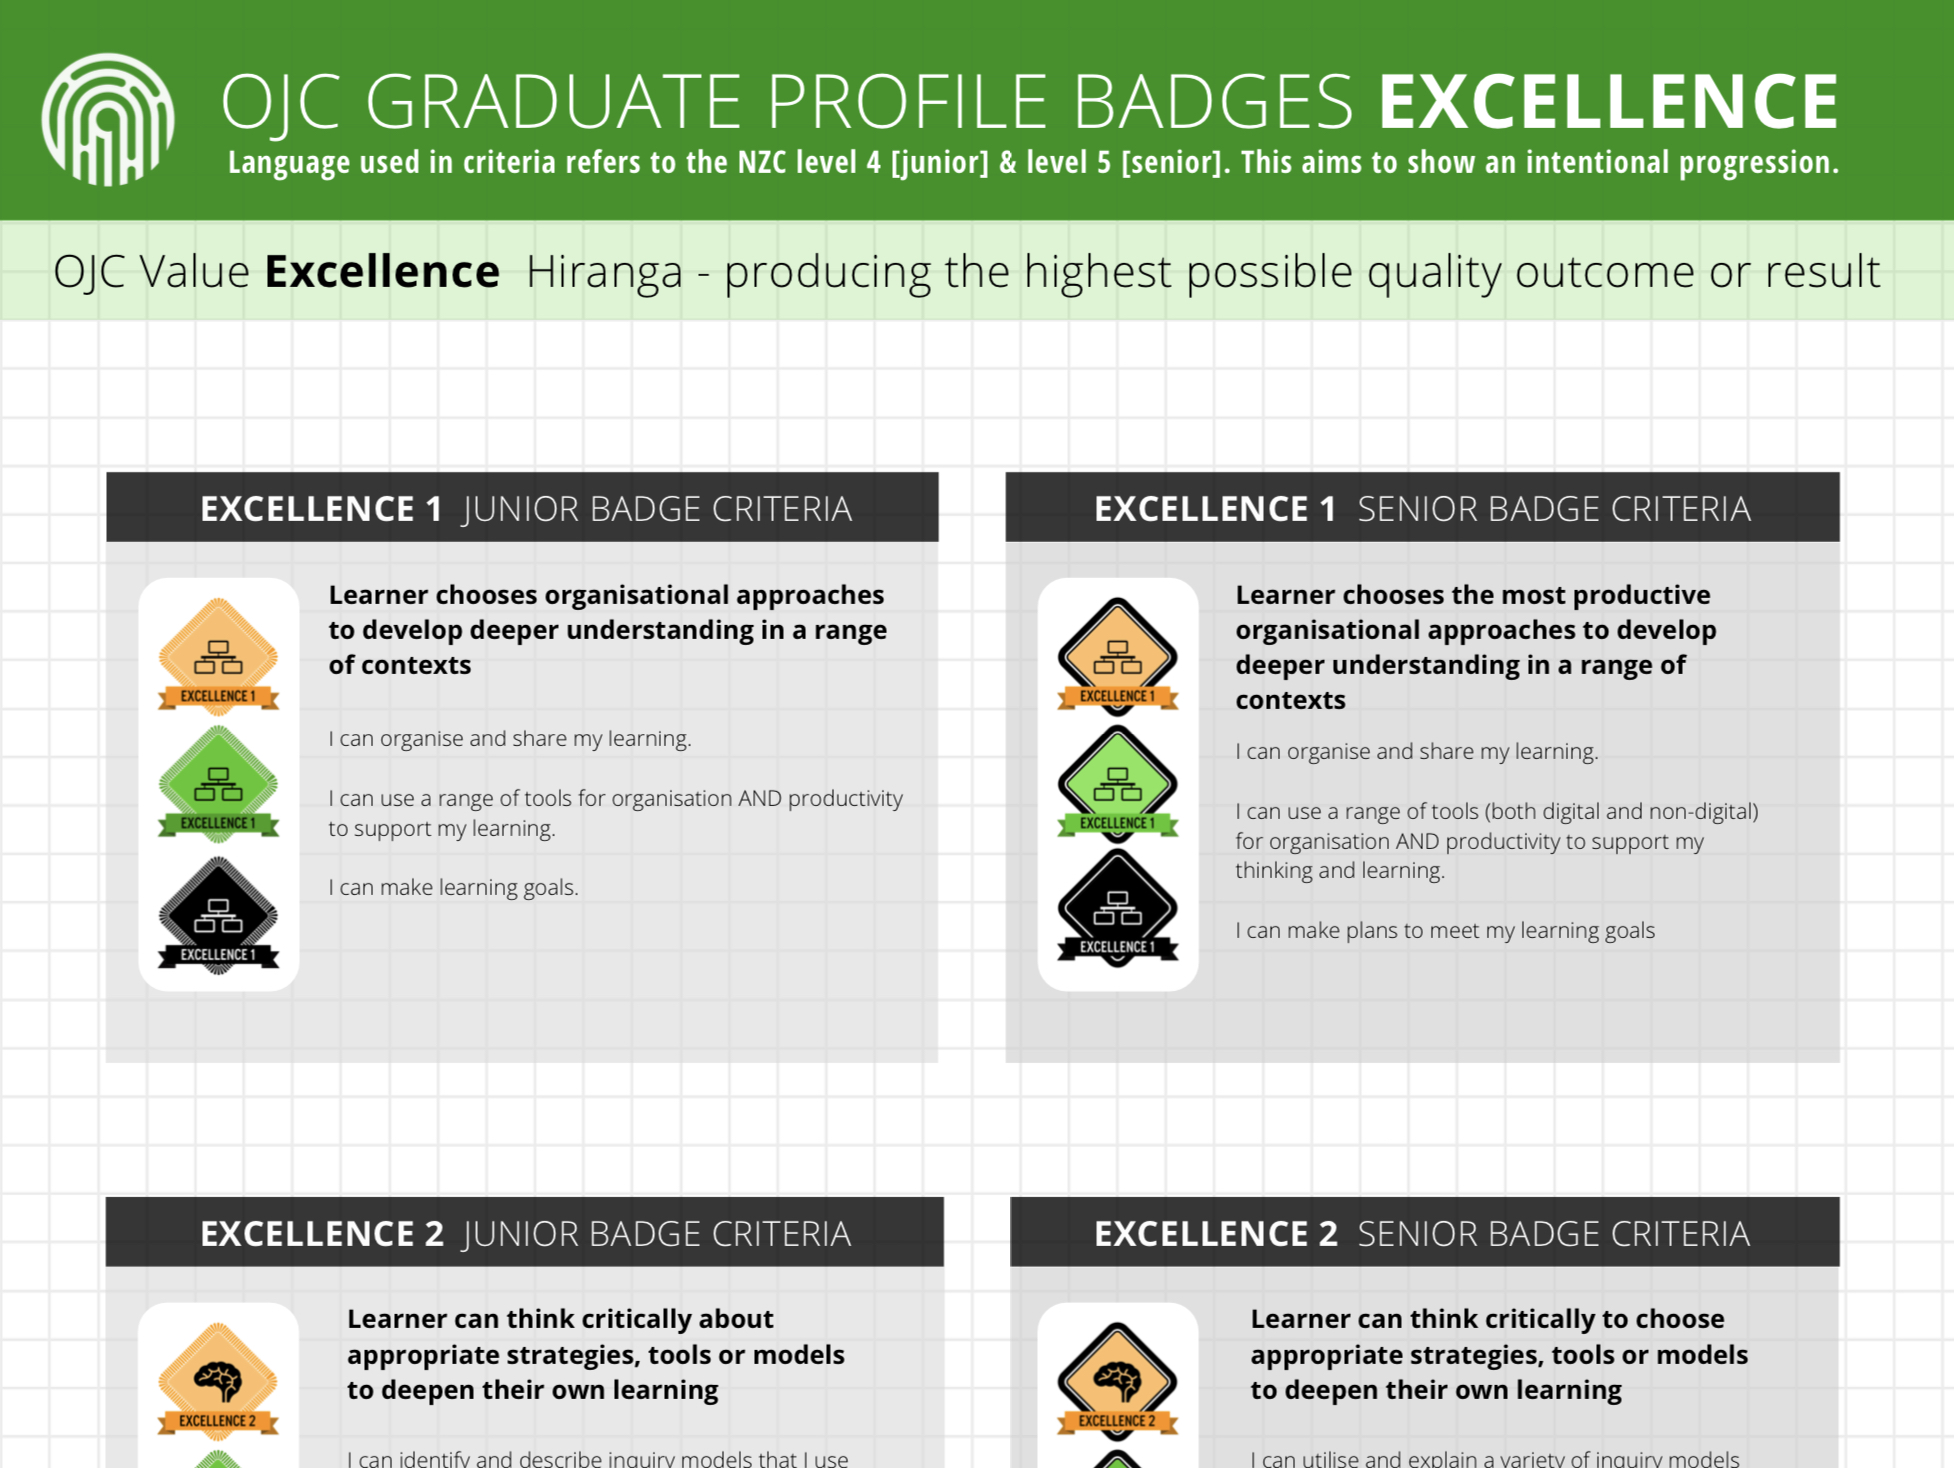 OJC GRADUATE PROFILE BADGES EXCELLENCE
Language used in criteria refers to the NZC level 4 [junior] & level 5 [senior]. This aims to show an intentional progression.
OJC Value Excellence Hiranga - producing the highest possible quality outcome or result
EXCELLENCE 1 JUNIOR BADGE CRITERIA
EXCELLENCE 1
EXCELLENCE 1
EXCELLENCE 1
Learner chooses organisational approaches
to develop deeper understanding in a range
of contexts
I can organise and share my learning.
I can use a range of tools for organisation AND productivity
to support my learning.
I can make learning goals.
EXCELLENCE 1 SENIOR BADGE CRITERIA
EXCELLENCE 1
EXCELLENCE 1
EXCELLENCE 1
Learner chooses the most productive
organisational approaches to develop
deeper understanding in a range of
contexts
I can organise and share my learning.
I can use a range of tools (both digital and non-digital)
for organisation AND productivity to support my
thinking and learning.
I can make plans to meet my learning goals
EXCELLENCE 2 JUNIOR BADGE CRITERIA
EXCELLENCE 2
Learner can think critically about
appropriate strategies, tools or models
to deepen their own learning
I can identify and describe inquiry models that I use
EXCELLENCE 2 SENIOR BADGE CRITERIA
EXCELLENCE 2
Learner can think critically to choose
appropriate strategies, tools or models
to deepen their own learning
I can utilise and explain a variety of inquiry models